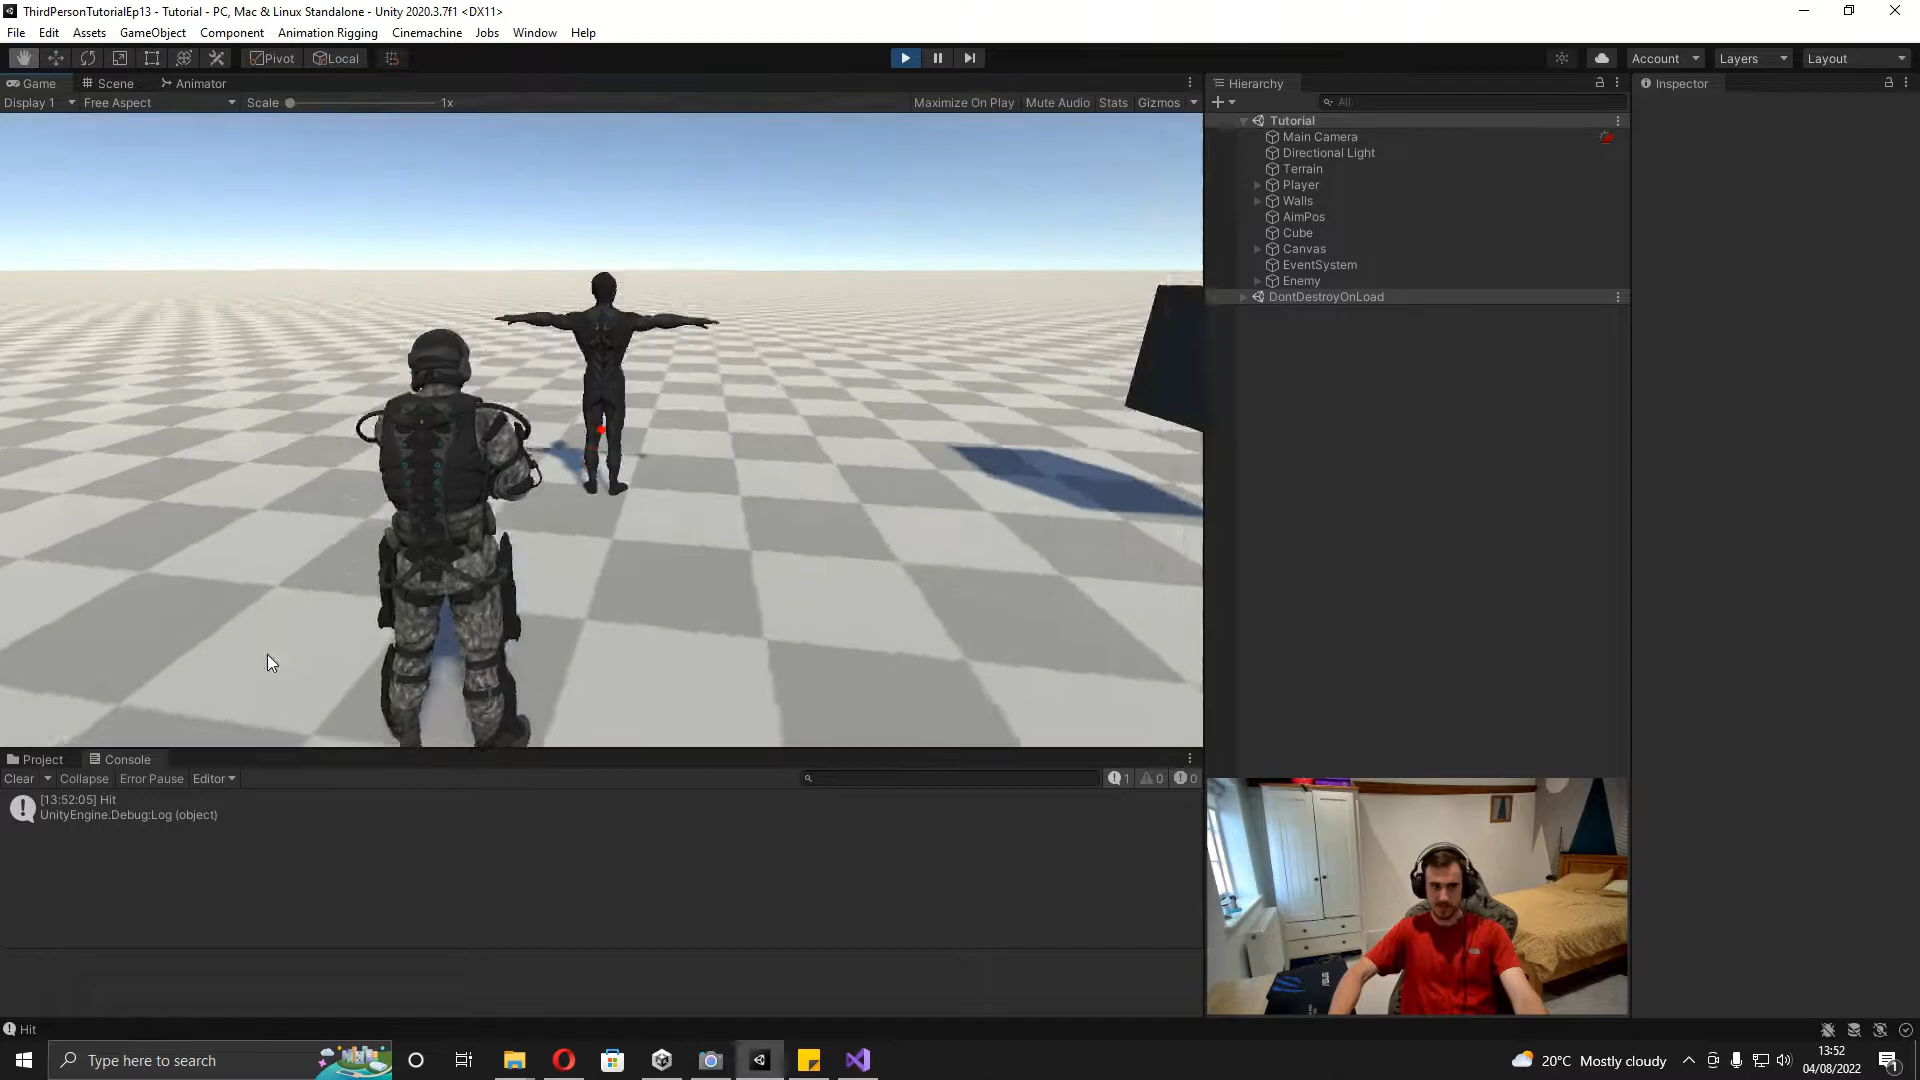 ThirdPersonTutorialEp13 - Tutorial - PC, Mac & Linux Standalone - Unity 2020.3.7f1 <DX11>
File Edit Assets GameObject Component Animation Rigging Cinemachine Jobs Window Help
Pivot Local Account Layers Layout
Game Scene Animator
Display 1 Free Aspect Scale 1x Maximize On Play Mute Audio Stats Gizmos
Hierarchy
All
Tutorial
Main Camera
Directional Light
Terrain
Player
Walls
AimPos
Cube
Canvas
EventSystem
Enemy
DontDestroyOnLoad
Inspector
Project Console
Clear Collapse Error Pause Editor 1 0 0
[13:52:05] Hit
UnityEngine.Debug:Log (object)
Hit
Type here to search
20°C Mostly cloudy
13:52
04/08/2022
1